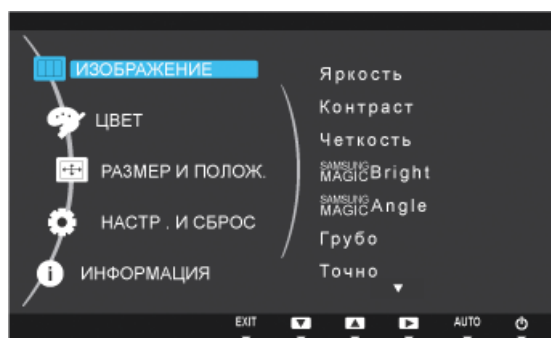 ИЗОБРАЖЕНИЕ
ЦВЕТ
РАЗМЕР И ПОЛОЖ.
НАСТР . И СБРОС
ИНФОРМАЦИЯ
Яркость
Контраст
Четкость
SAMSUNG MAGIC Bright
SAMSUNG MAGIC Angle
Грубо
Точно
EXIT AUTO